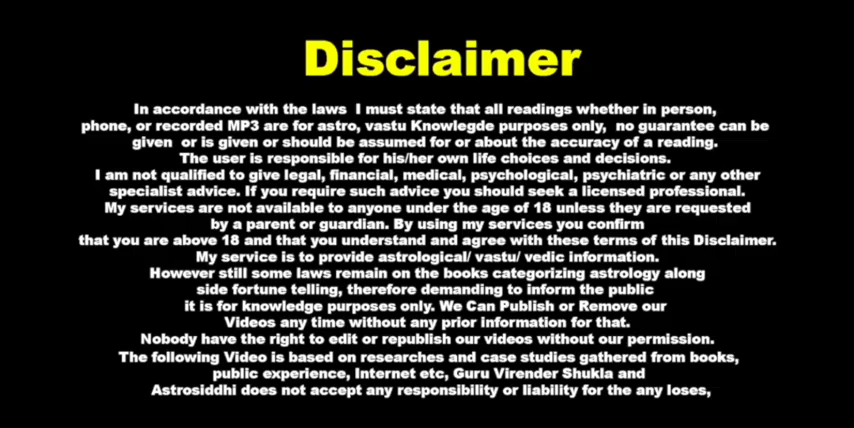 Disclaimer
In accordance with the laws I must state that all readings whether in person,
phone, or recorded MP3 are for astro, vastu Knowlegde purposes only, no guarantee can be
given or is given or should be assumed for or about the accuracy of a reading.
The user is responsible for his/her own life choices and decisions.
I am not qualified to give legal, financial, medical, psychological, psychiatric or any other
specialist advice. If you require such advice you should seek a licensed professional.
My services are not available to anyone under the age of 18 unless they are requested
by a parent or guardian. By using my services you confirm
that you are above 18 and that you understand and agree with these terms of this Disclaimer.
My service is to provide astrological/ vastu/ vedic information.
However still some laws remain on the books categorizing astrology along
side fortune telling, therefore demanding to inform the public
it is for knowledge purposes only. We Can Publish or Remove our
Videos any time without any prior information for that.
Nobody have the right to edit or republish our videos without our permission.
The following Video is based on researches and case studies gathered from books,
public experience, Internet etc, Guru Virender Shukla and
Astrosiddhi does not accept any responsibility or liability for the any loses,